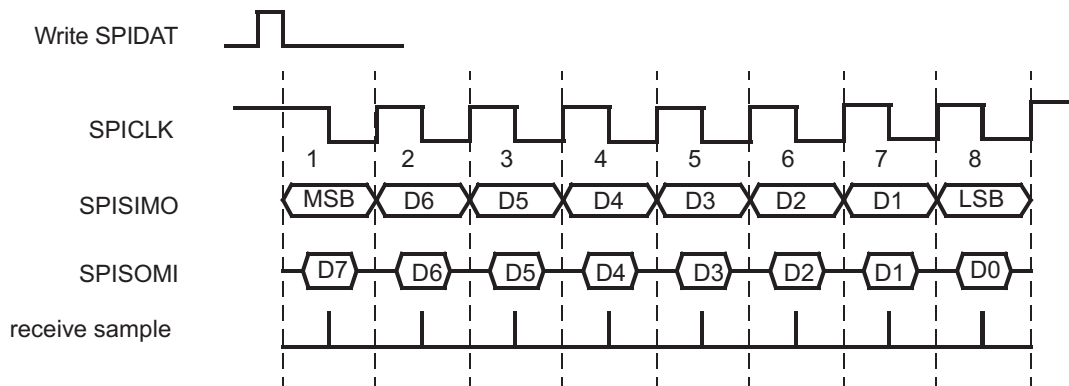 Write SPIDAT
SPICLK
1 2 3 4 5 6 7 8
SPISIMO MSB D6 D5 D4 D3 D2 D1 LSB
SPISOMI D7 D6 D5 D4 D3 D2 D1 D0
receive sample